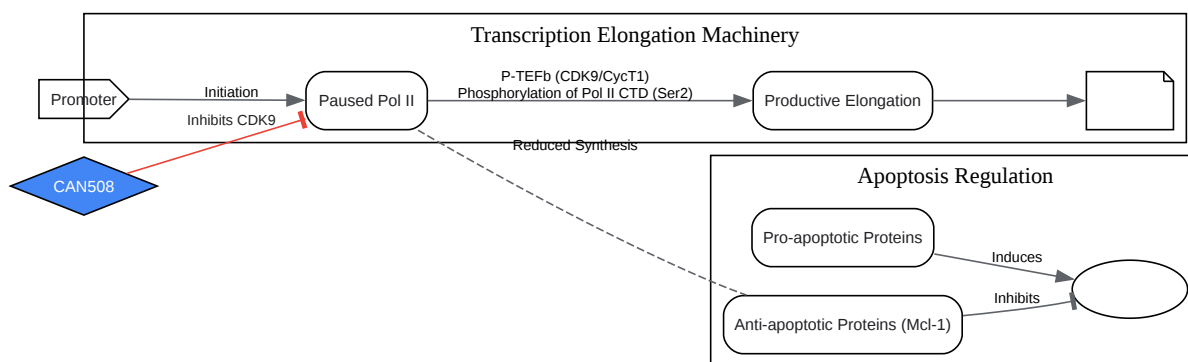 Transcription Elongation Machinery
P-TEFb (CDK9/CycT1)
Phosphorylation of Pol II CTD (Ser2)
Promoter
Initiation
Paused Pol II
Productive Elongation
Inhibits CDK9
Reduced Synthesis
CAN508
Apoptosis Regulation
Pro-apoptotic Proteins
Induces
Inhibits
Anti-apoptotic Proteins (Mcl-1)